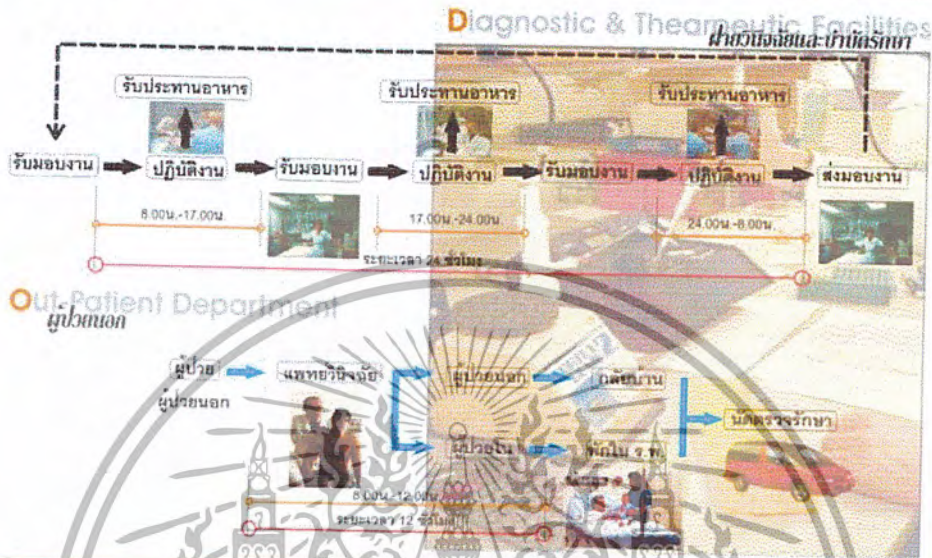 Diagnostic & Thearpeutic Facilities
ฝ่ายวินิจฉัยและบำบัดรักษา
รับประทานอาหาร รับประทานอาหาร รับประทานอาหาร
รับมอบงาน ปฏิบัติงาน รับมอบงาน ปฏิบัติงาน รับมอบงาน ปฏิบัติงาน ส่งมอบงาน
8.00น.-17.00น. 17.00น.-24.00น. 24.00น.-8.00น.
ระยะเวลา 24 ชั่วโมง
Out-Patient Department
ผู้ป่วยนอก
ผู้ป่วย แพทย์วินิจฉัย ผู้ป่วยนอก กลับบ้าน
ผู้ป่วยนอก
นัดตรวจรักษา
ผู้ป่วยใน พักใน ร.พ.
8.00น.-12.00น.
ระยะเวลา 12 ชั่วโมง